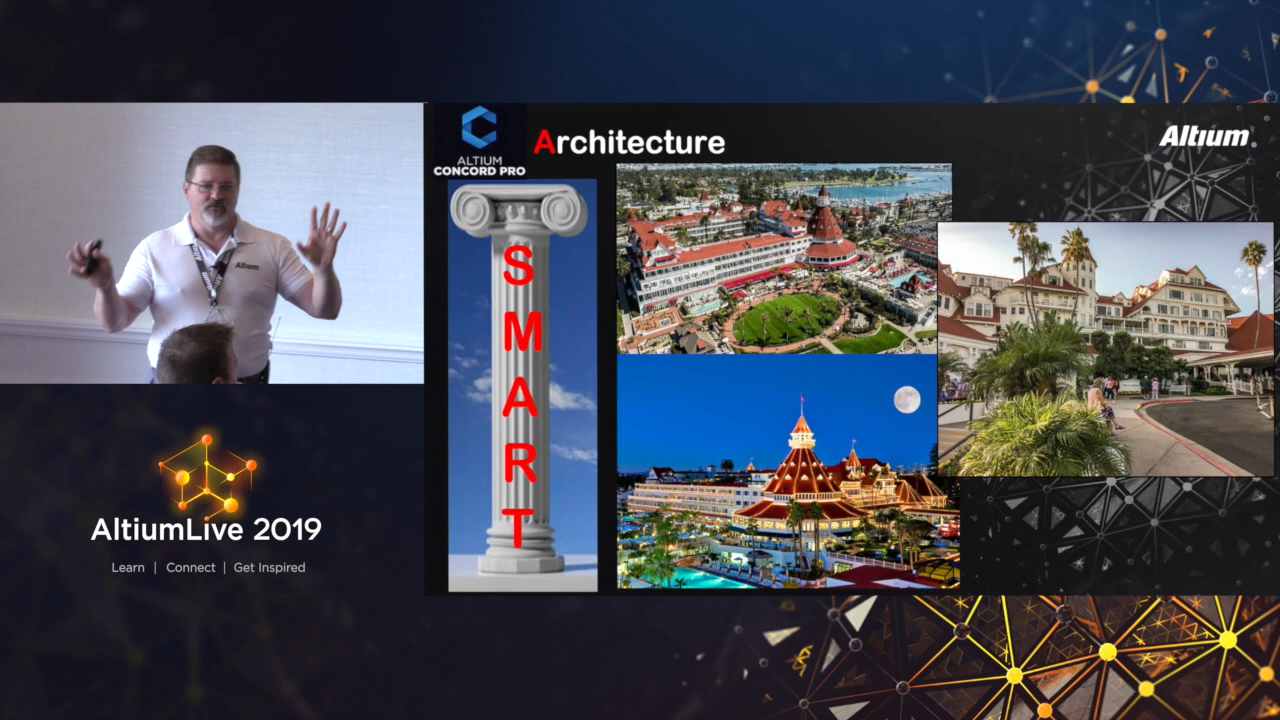 ALTIUM
CONCORD PRO
Architecture
Altium
S
M
A
R
T
Altium
AltiumLive 2019
Learn | Connect | Get Inspired